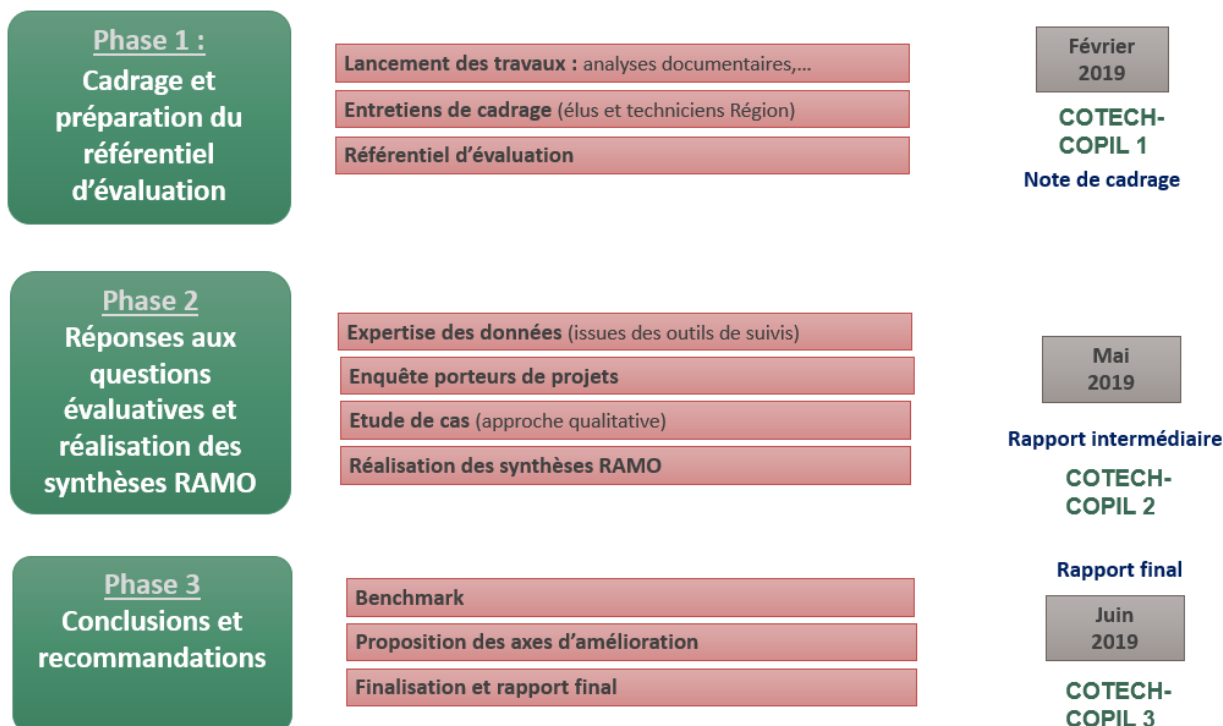 Phase 1 :
Cadrage et
préparation du
référentiel
d’évaluation
Lancement des travaux : analyses documentaires,...
Entretiens de cadrage (élus et techniciens Région)
Référentiel d’évaluation
Février
2019
COTECH-
COPIL 1
Note de cadrage
Phase 2
Réponses aux
questions
évaluatives et
réalisation des
synthèses RAMO
Expertise des données (issues des outils de suivis)
Enquête porteurs de projets
Etude de cas (approche qualitative)
Réalisation des synthèses RAMO
Mai
2019
Rapport intermédiaire
COTECH-
COPIL 2
Phase 3
Conclusions et
recommandations
Benchmark
Proposition des axes d’amélioration
Finalisation et rapport final
Rapport final
Juin
2019
COTECH-
COPIL 3